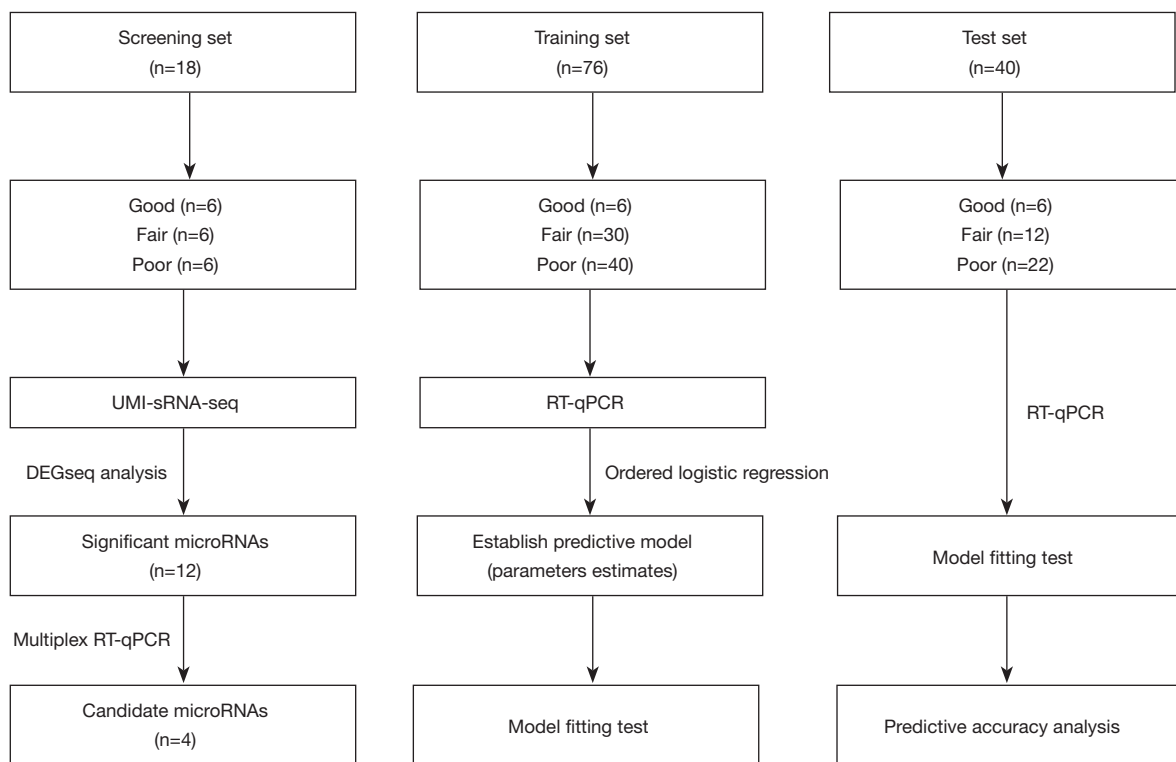 Screening set
(n=18)
Good (n=6)
Fair (n=6)
Poor (n=6)
UMI-sRNA-seq
DEGseq analysis
Significant microRNAs
(n=12)
Multiplex RT-qPCR
Candidate microRNAs
(n=4)
Training set
(n=76)
Good (n=6)
Fair (n=30)
Poor (n=40)
RT-qPCR
Ordered logistic regression
Establish predictive model
(parameters estimates)
Model fitting test
Test set
(n=40)
Good (n=6)
Fair (n=12)
Poor (n=22)
RT-qPCR
Model fitting test
Predictive accuracy analysis